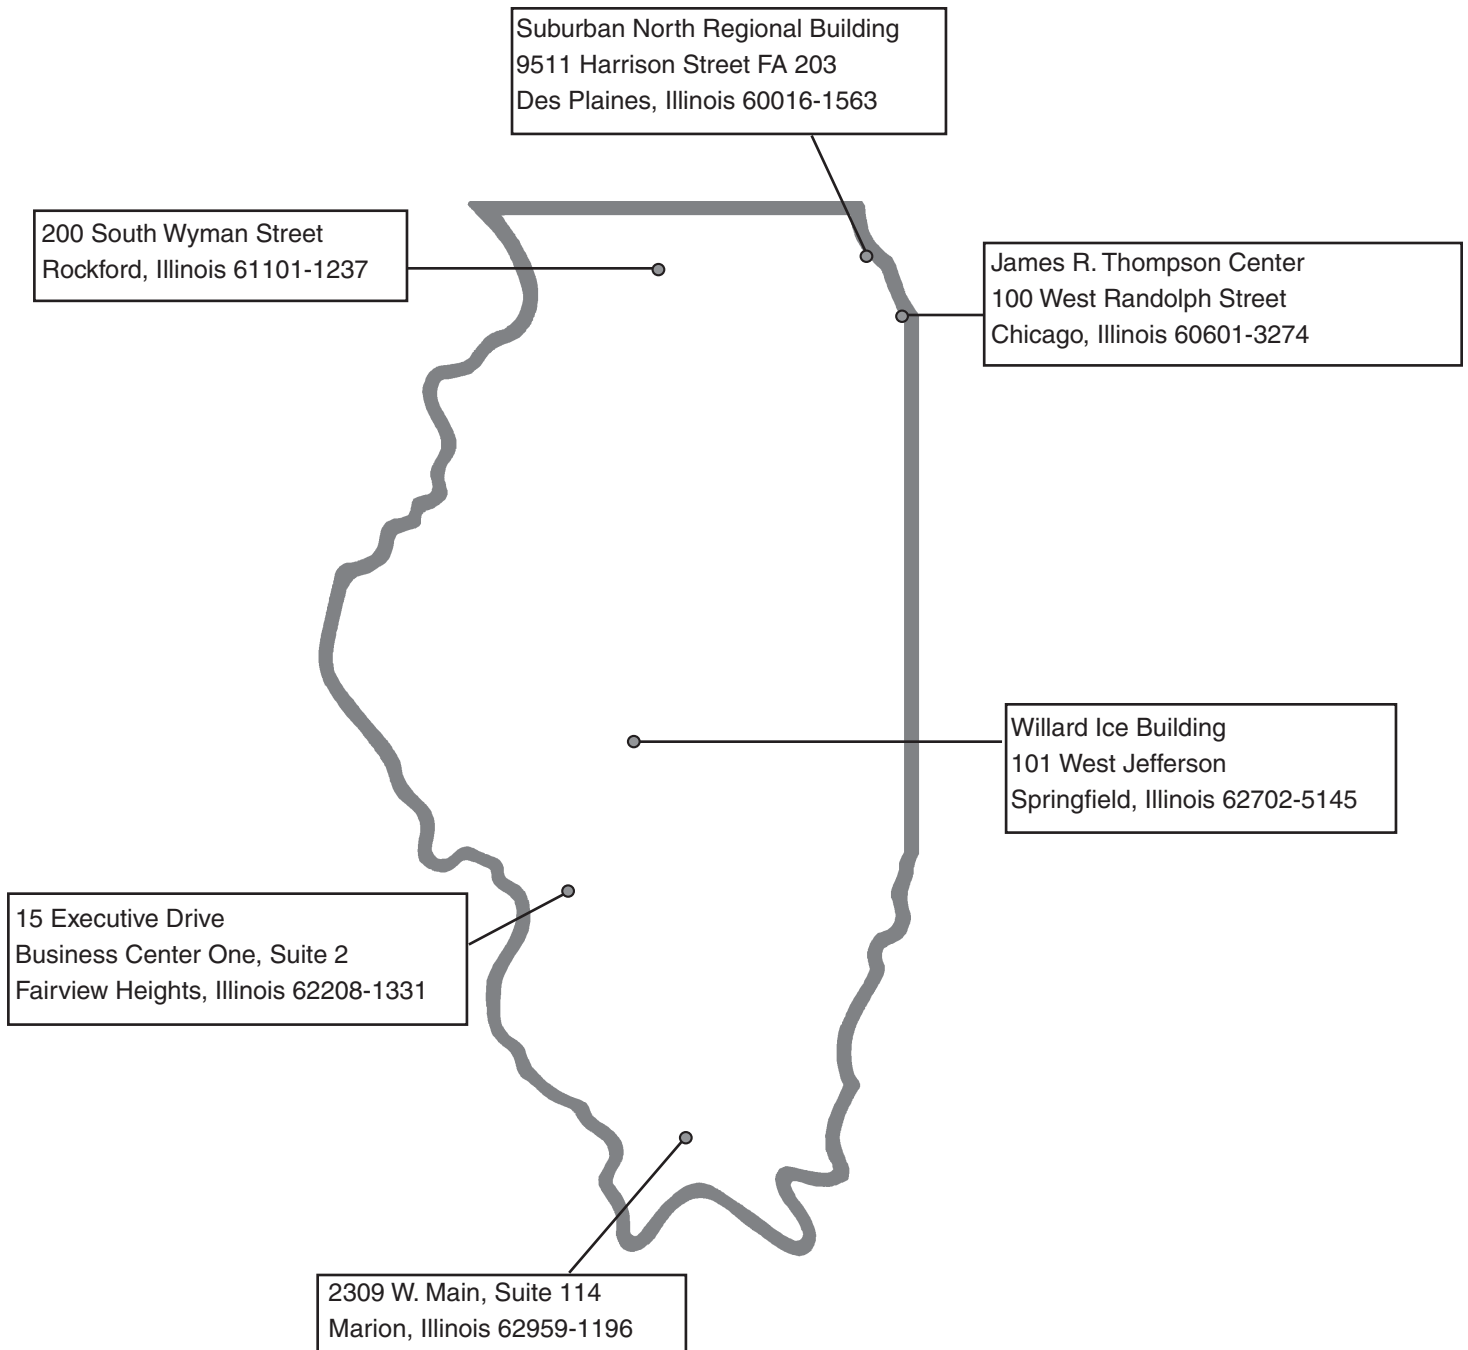 Suburban North Regional Building
9511 Harrison Street FA 203
Des Plaines, Illinois 60016-1563
200 South Wyman Street
Rockford, Illinois 61101-1237
James R. Thompson Center
100 West Randolph Street
Chicago, Illinois 60601-3274
Willard Ice Building
101 West Jefferson
Springfield, Illinois 62702-5145
15 Executive Drive
Business Center One, Suite 2
Fairview Heights, Illinois 62208-1331
2309 W. Main, Suite 114
Marion, Illinois 62959-1196